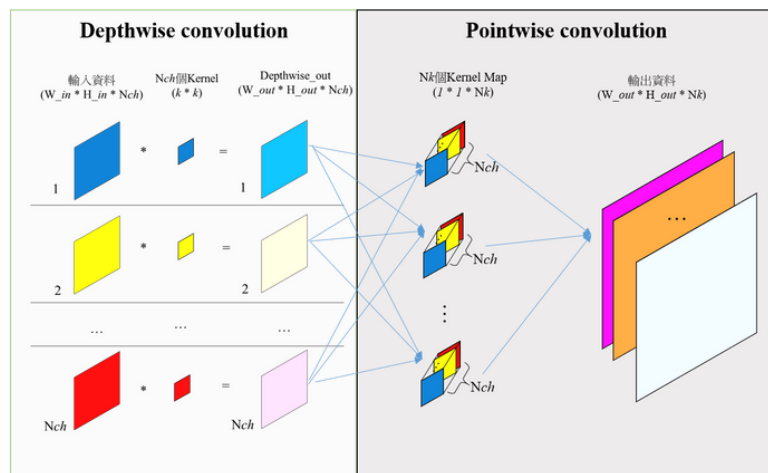 Depthwise convolution
輸入資料
(W_in * H_in * Nch)
Nch個Kernel
(k * k)
Depthwise_out
(W_out * H_out * Nch)
1
*
=
1
2
*
=
2
...
...
...
Nch
*
=
Nch
Pointwise convolution
Nk個Kernel Map
(1 * 1 * Nk)
輸出資料
(W_out * H_out * Nk)
Nch
Nch
⋮
Nch
...